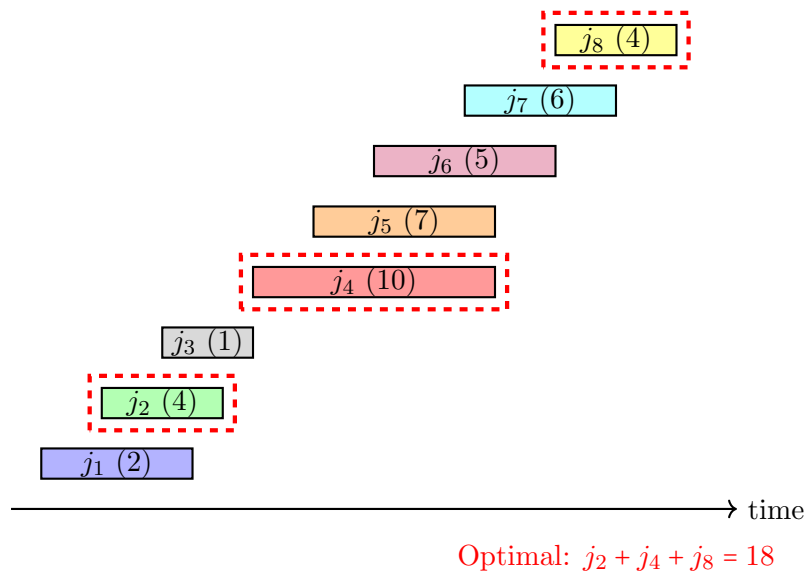 j₈ (4)
j₇ (6)
j₆ (5)
j₅ (7)
j₄ (10)
j₃ (1)
j₂ (4)
j₁ (2)
time
Optimal: j₂ + j₄ + j₈ = 18